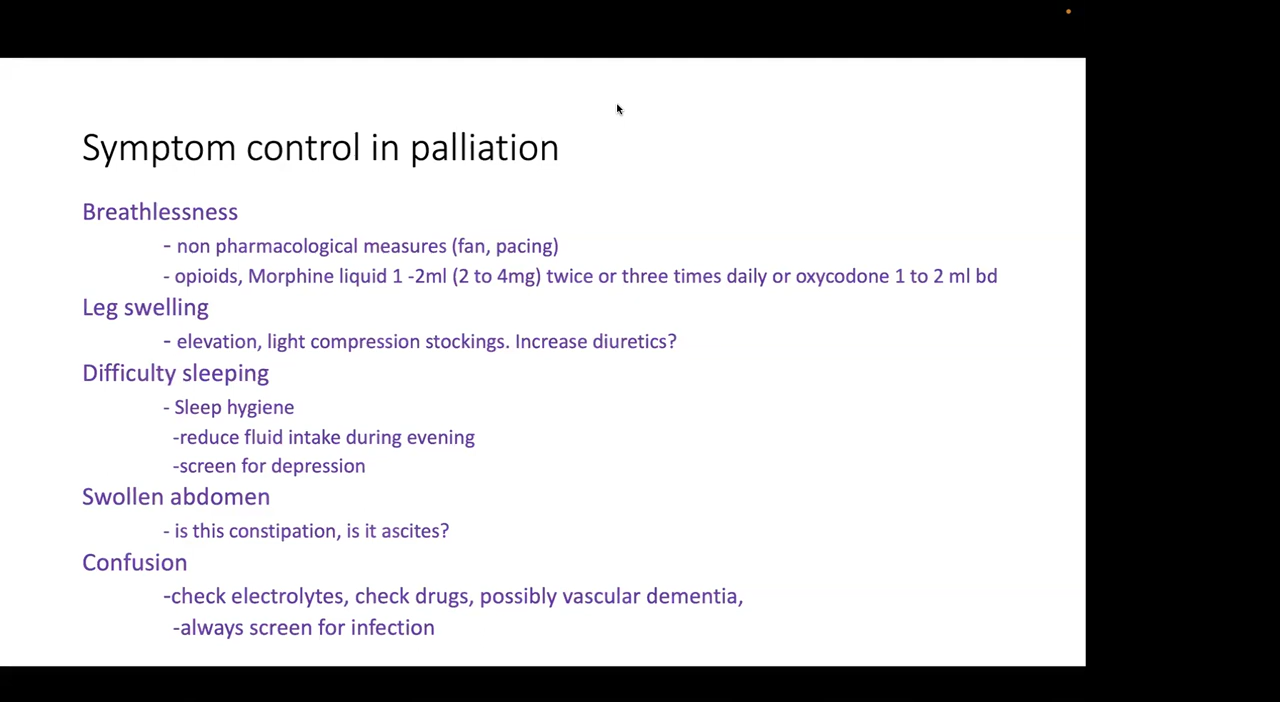 Symptom control in palliation
Breathlessness
- non pharmacological measures (fan, pacing)
- opioids, Morphine liquid 1 -2ml (2 to 4mg) twice or three times daily or oxycodone 1 to 2 ml bd
Leg swelling
- elevation, light compression stockings. Increase diuretics?
Difficulty sleeping
- Sleep hygiene
-reduce fluid intake during evening
-screen for depression
Swollen abdomen
- is this constipation, is it ascites?
Confusion
-check electrolytes, check drugs, possibly vascular dementia,
-always screen for infection